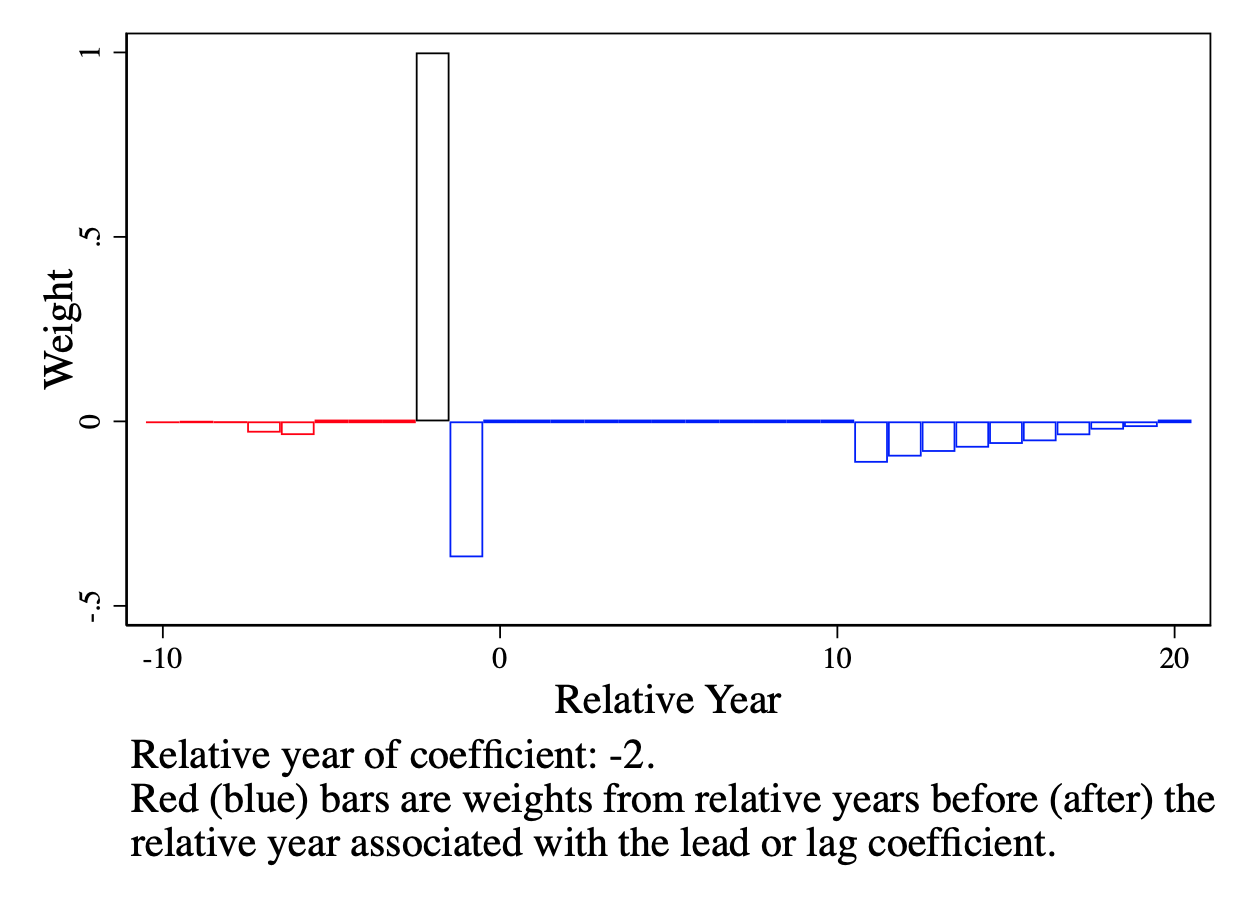 1
.5
0
-.5
Weight
-10
0
10
20
Relative Year
Relative year of coefficient: -2.
Red (blue) bars are weights from relative years before (after) the
relative year associated with the lead or lag coefficient.